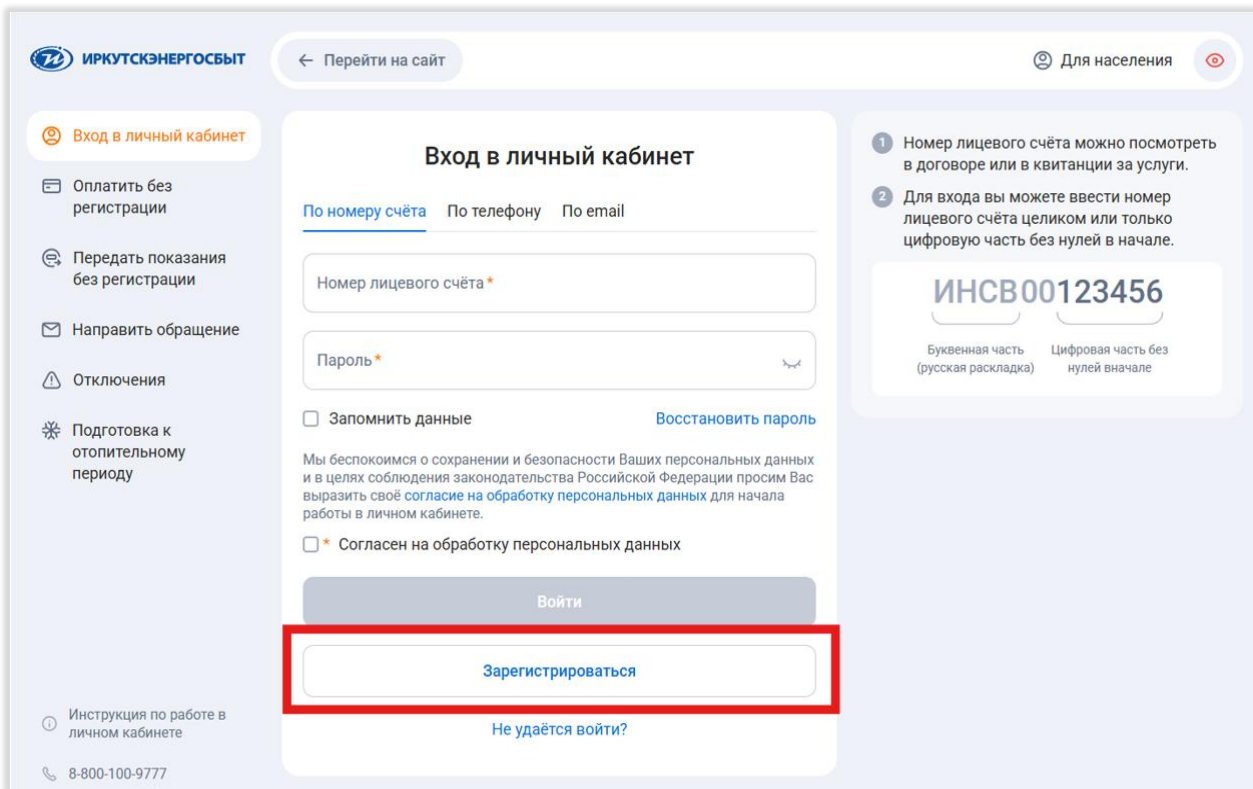 ИРКУТСКЭНЕРГОСБЫТ
← Перейти на сайт
Для населения
Вход в личный кабинет
Оплатить без
регистрации
Передать показания
без регистрации
Направить обращение
Отключения
Подготовка к
отопительному
периоду
Инструкция по работе в
личном кабинете
8-800-100-9777
Вход в личный кабинет
По номеру счёта По телефону По email
Номер лицевого счёта*
Пароль*
Запомнить данные Восстановить пароль
Мы беспокоимся о сохранении и безопасности Ваших персональных данных
и в целях соблюдения законодательства Российской Федерации просим Вас
выразить своё согласие на обработку персональных данных для начала
работы в личном кабинете.
* Согласен на обработку персональных данных
Войти
Зарегистрироваться
Не удаётся войти?
1 Номер лицевого счёта можно посмотреть
в договоре или в квитанции за услуги.
2 Для входа вы можете ввести номер
лицевого счёта целиком или только
цифровую часть без нулей в начале.
ИНСВ00123456
Буквенная часть Цифровая часть без
(русская раскладка) нулей вначале